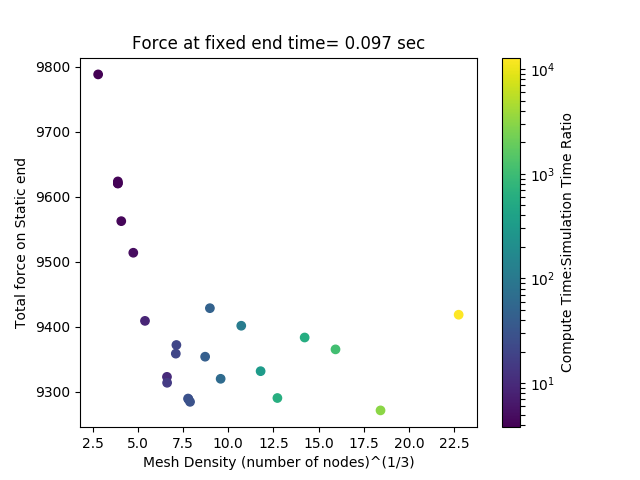 Force at fixed end time= 0.097 sec
9800
9700
9600
9500
9400
9300
Total force on Static end
2.5 5.0 7.5 10.0 12.5 15.0 17.5 20.0 22.5
Mesh Density (number of nodes)^(1/3)
10^4
10^3
10^2
10^1
Compute Time:Simulation Time Ratio